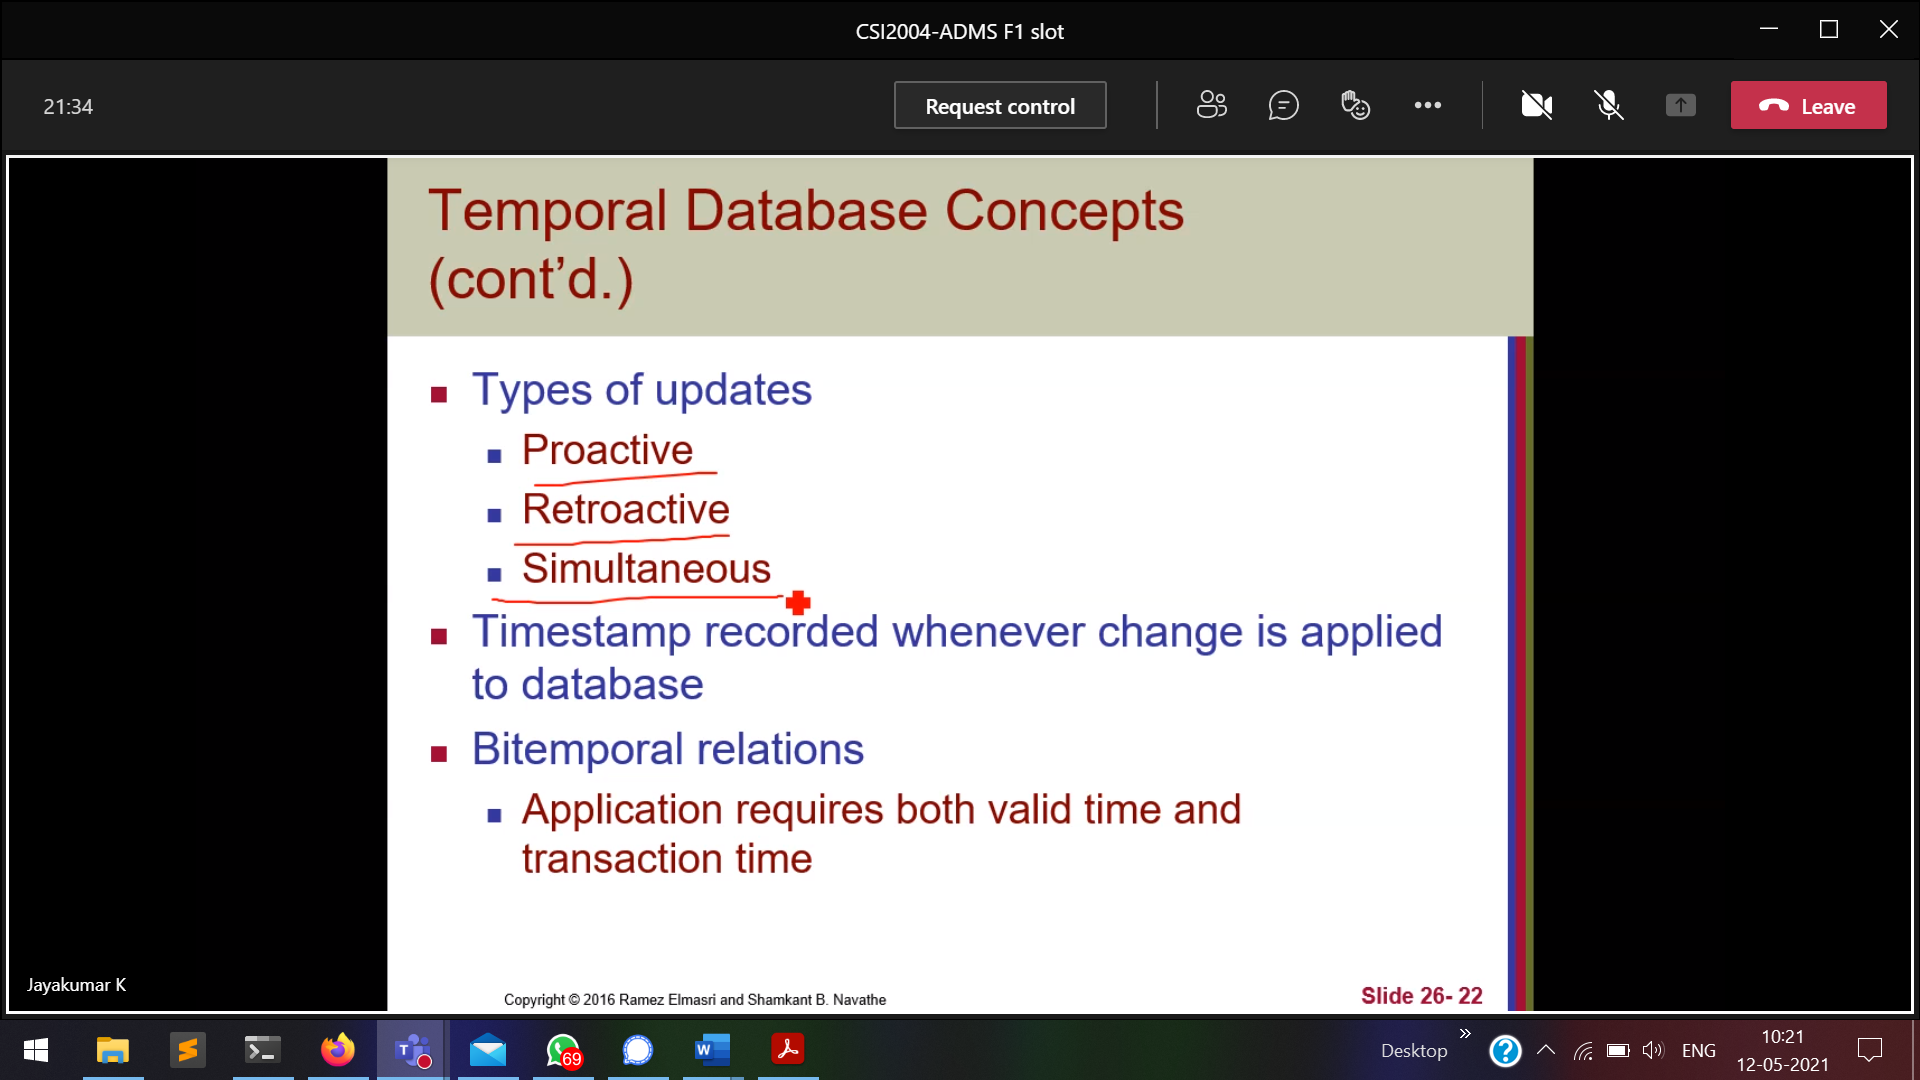 CSI2004-ADMS F1 slot
21:34
Request control
Leave
Temporal Database Concepts
(cont’d.)
Types of updates
Proactive
Retroactive
Simultaneous
Timestamp recorded whenever change is applied
to database
Bitemporal relations
Application requires both valid time and
transaction time
Jayakumar K
Copyright © 2016 Ramez Elmasri and Shamkant B. Navathe
Slide 26- 22
S
T
69
W
Desktop
»
?
ENG
10:21
12-05-2021